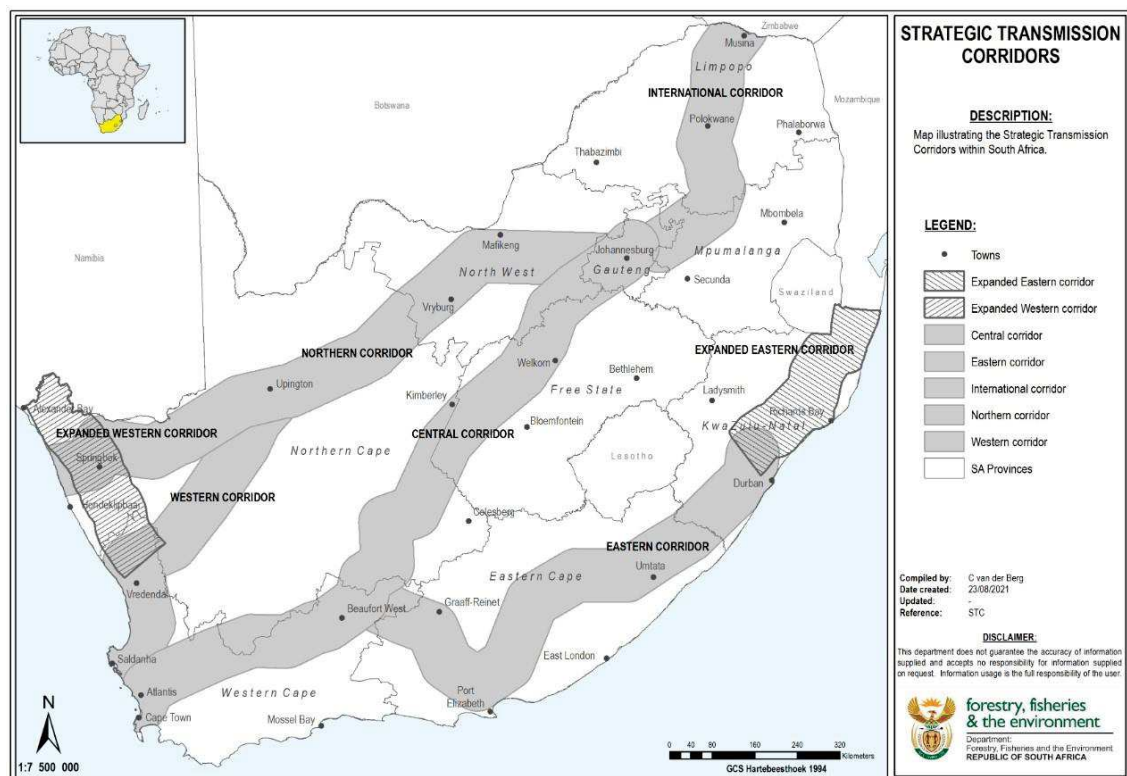 Zimbabwe
Musina
Limpopo
INTERNATIONAL CORRIDOR
Mozambique
Botswana
Polokwane
Phalaborwa
Thabazimbi
Mbombela
Mafikeng
Johannesburg
Mpumalanga
Namibia
North West
Gauteng
Secunda
Swaziland
Vryburg
NORTHERN CORRIDOR
EXPANDED EASTERN CORRIDOR
Welkom
Bethlehem
Upington
Free State
Ladysmith
Kimberley
Alexander Bay
Richards Bay
EXPANDED WESTERN CORRIDOR
CENTRAL CORRIDOR
Bloemfontein
KwaZulu-Natal
Northern Cape
Lesotho
Springbok
Durban
WESTERN CORRIDOR
Hondeklipbaai
Colesberg
EASTERN CORRIDOR
Eastern Cape
Umtata
Vredendal
Beaufort West
Graaff-Reinet
Saldanha
East London
Atlantis
Western Cape
Port
Elizabeth
Cape Town
Mossel Bay
N
1:7 500 000
0 40 80 160 240 320
Kilometers
GCS Hartebeesthoek 1994
STRATEGIC TRANSMISSION
CORRIDORS
DESCRIPTION:
Map illustrating the Strategic Transmission
Corridors within South Africa.
LEGEND:
Towns
Expanded Eastern corridor
Expanded Western corridor
Central corridor
Eastern corridor
International corridor
Northern corridor
Western corridor
SA Provinces
Compiled by: C van der Berg
Date created: 23/08/2021
Updated: -
Reference: STC
DISCLAIMER:
This department does not guarantee the accuracy of information
supplied and accepts no responsibility for information supplied
on request. Information usage is the full responsibility of the user.
forestry, fisheries
& the environment
Department:
Forestry, Fisheries and the Environment
REPUBLIC OF SOUTH AFRICA